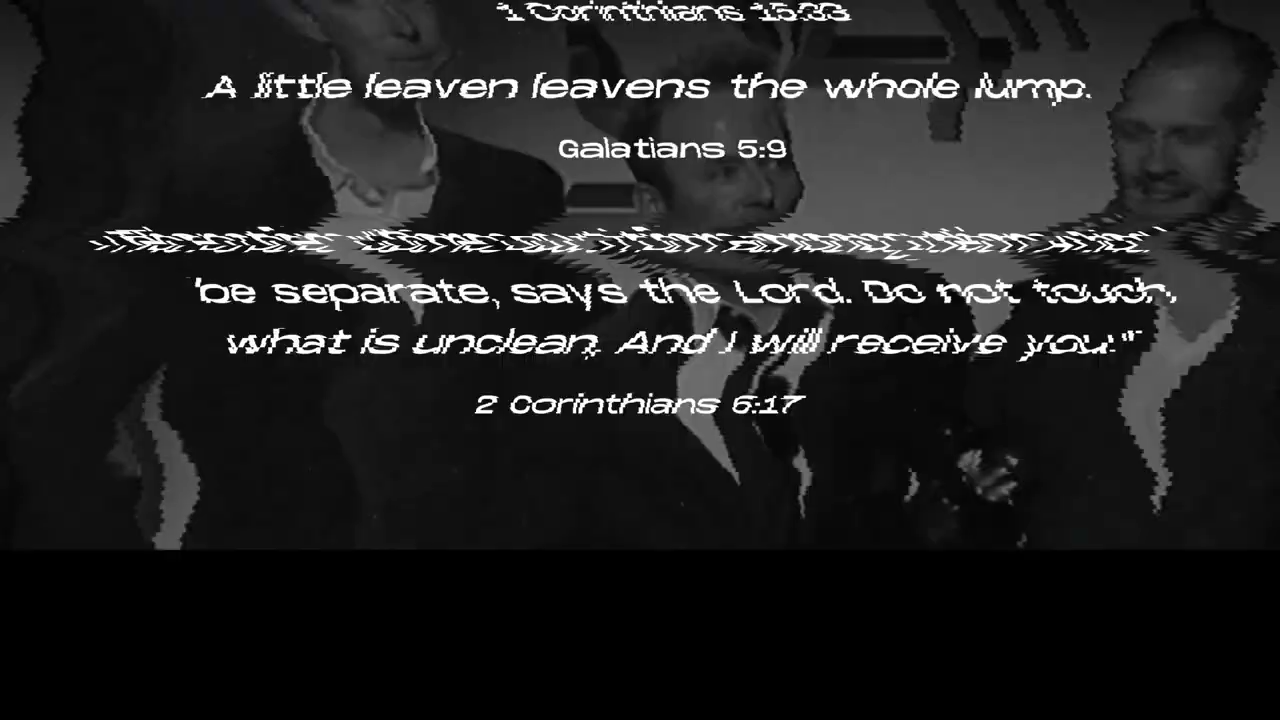 1 Corinthians 15:33
A little leaven leavens the whole lump.
Galatians 5:9
be separate, says the Lord. Do not touch
what is unclean, And I will receive you."
2 Corinthians 6:17